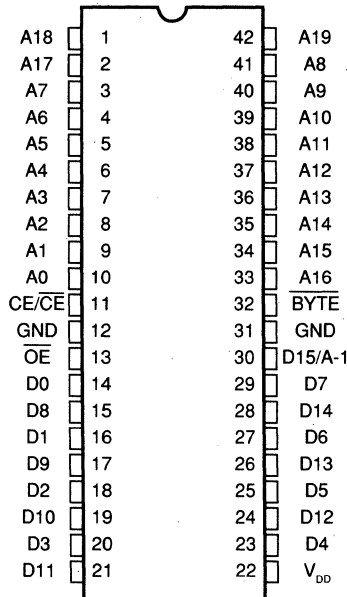 A18 1 42 A19
A17 2 41 A8
A7 3 40 A9
A6 4 39 A10
A5 5 38 A11
A4 6 37 A12
A3 7 36 A13
A2 8 35 A14
A1 9 34 A15
A0 10 33 A16
CE/C̅E̅ 11 32 B̅Y̅T̅E̅
GND 12 31 GND
O̅E̅ 13 30 D15/A-1
D0 14 29 D7
D8 15 28 D14
D1 16 27 D6
D9 17 26 D13
D2 18 25 D5
D10 19 24 D12
D3 20 23 D4
D11 21 22 VDD